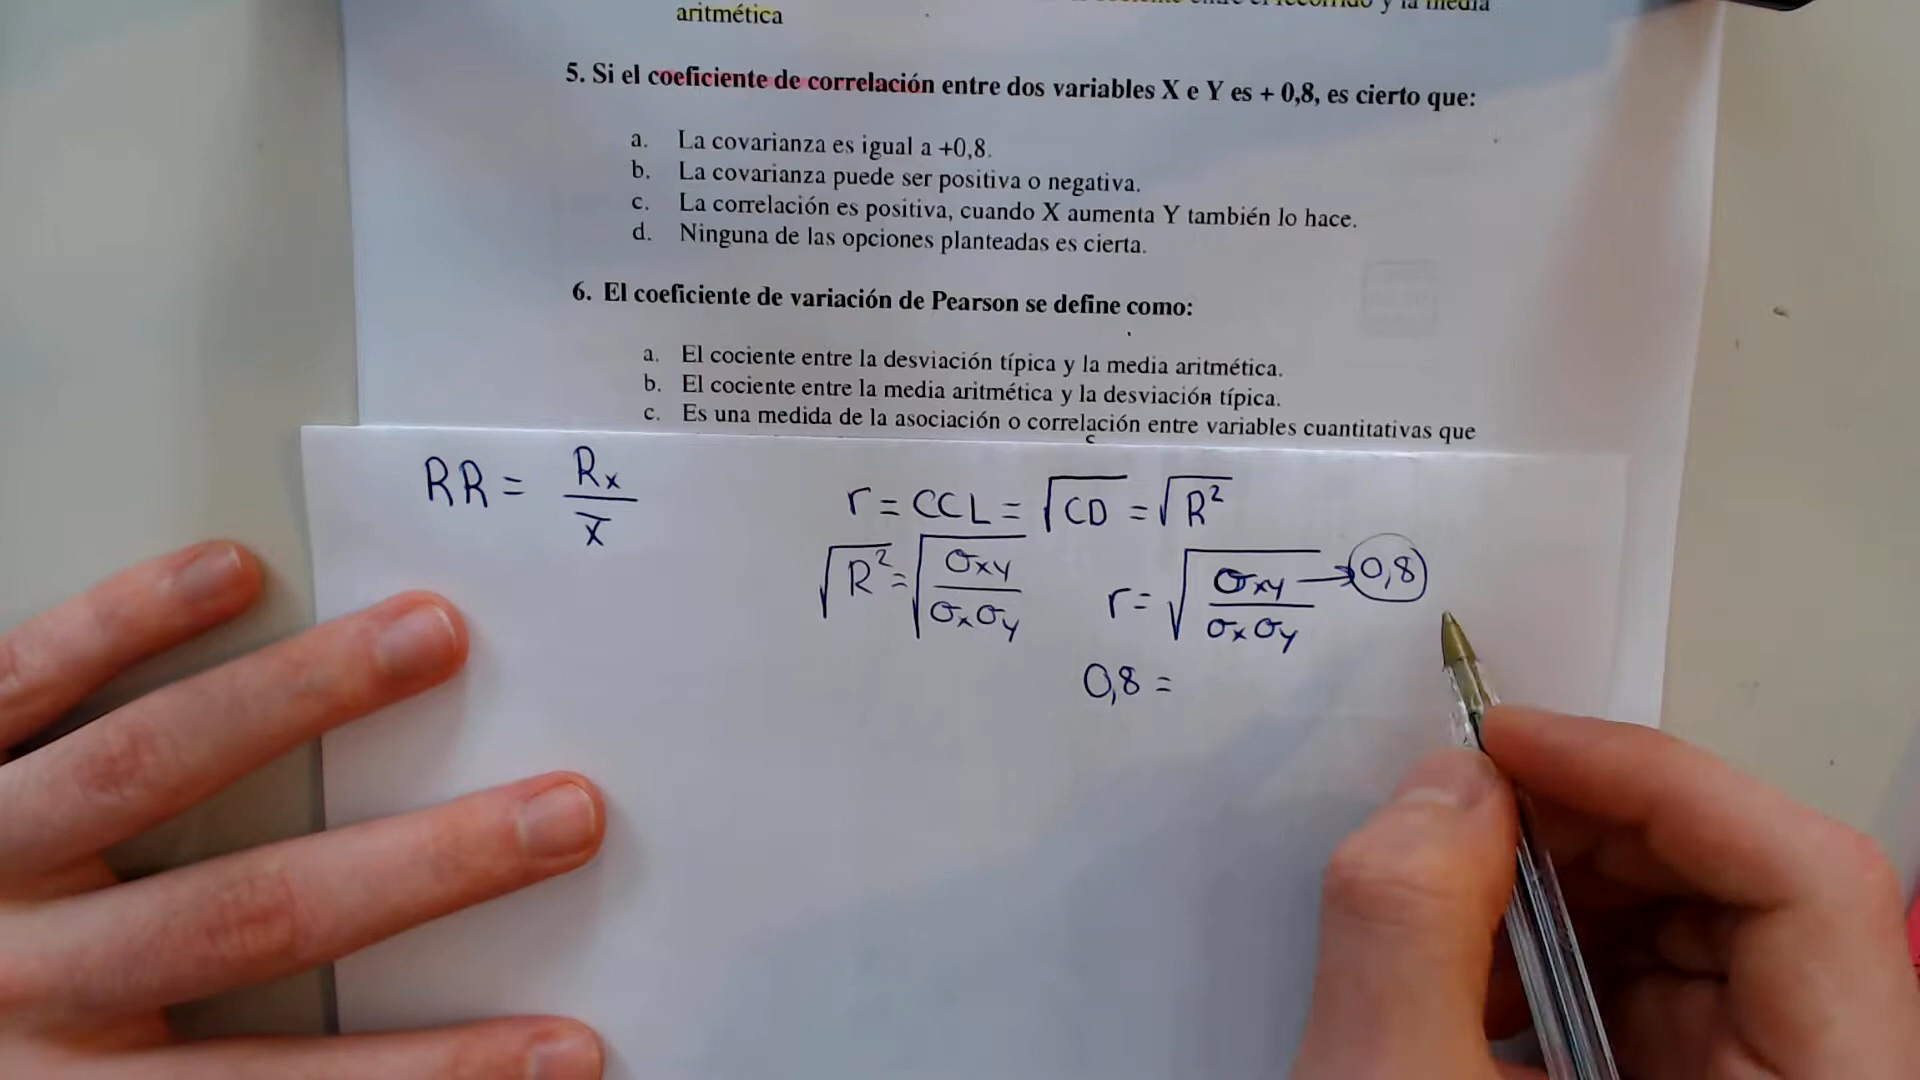 recorrido y la media
aritmética
5. Si el coeficiente de correlación entre dos variables X e Y es + 0,8, es cierto que:
a. La covarianza es igual a +0,8.
b. La covarianza puede ser positiva o negativa.
c. La correlación es positiva, cuando X aumenta Y también lo hace.
d. Ninguna de las opciones planteadas es cierta.
6. El coeficiente de variación de Pearson se define como:
a. El cociente entre la desviación típica y la media aritmética.
b. El cociente entre la media aritmética y la desviación típica.
c. Es una medida de la asociación o correlación entre variables cuantitativas que
RR = Rx / x̄
r = CCL = √CD = √R²
√R² = √(σxy / σxσy)
r = √(σxy / σxσy) → 0,8
0,8 =